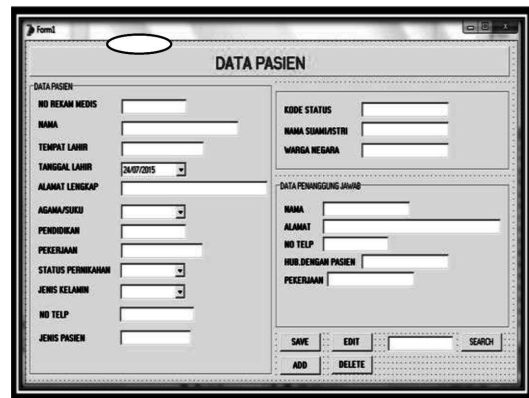 Form1
DATA PASIEN
DATA PASIEN
NO REKAM MEDIS
NAMA
TEMPAT LAHIR
TANGGAL LAHIR 24/07/2015
ALAMAT LENGKAP
AGAMA/SUKU
PENDIDIKAN
PEKERJAAN
STATUS PERNIKAHAN
JENIS KELAMIN
NO TELP
JENIS PASIEN
KODE STATUS
NAMA SUAMI/ISTRI
WARGA NEGARA
DATA PENANGGUNG JAWAB
NAMA
ALAMAT
NO TELP
HUB.DENGAN PASIEN
PEKERJAAN
SAVE EDIT SEARCH
ADD DELETE